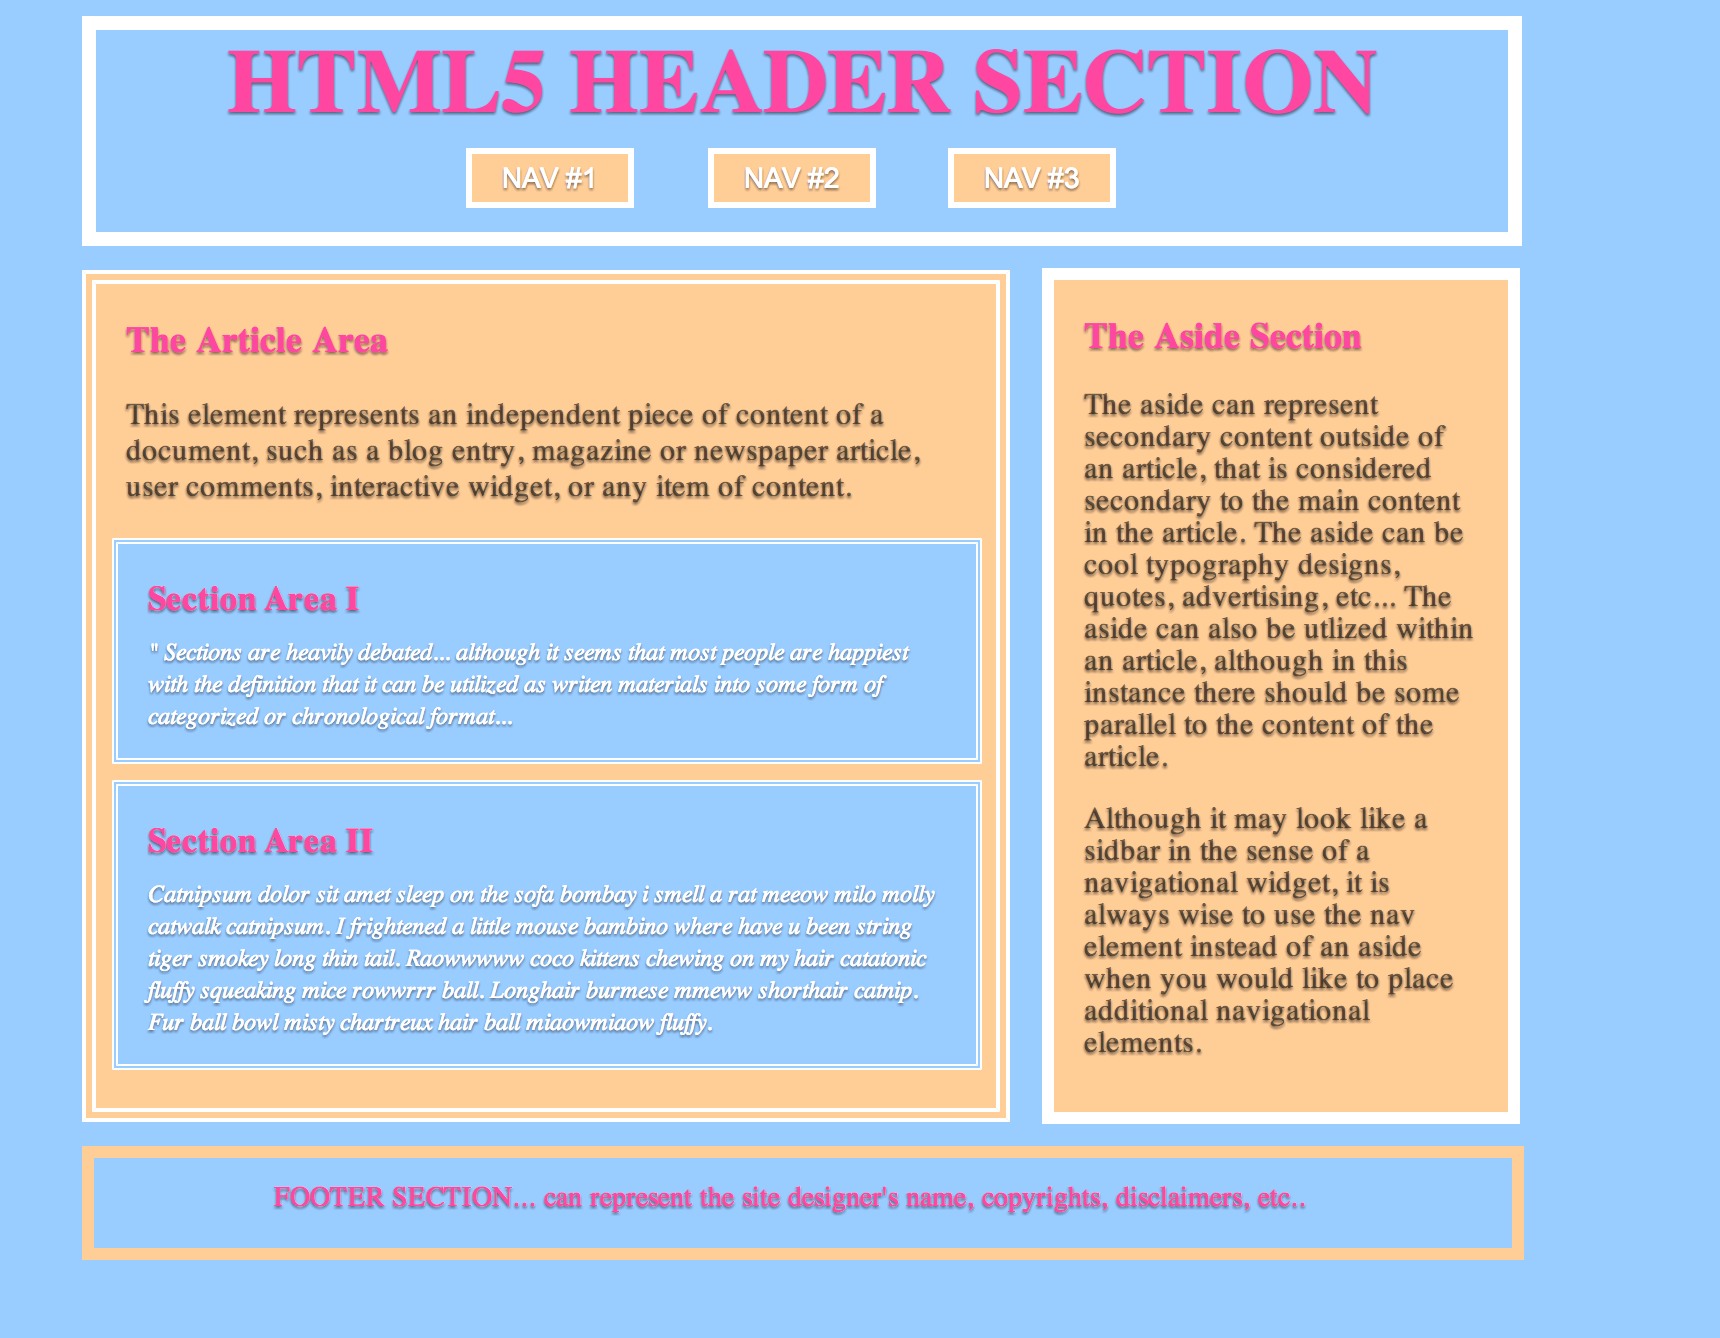 HTML5 HEADER SECTION
NAV #1
NAV #2
NAV #3
The Article Area
This element represents an independent piece of content of a
document, such as a blog entry, magazine or newspaper article,
user comments, interactive widget, or any item of content.
Section Area I
" Sections are heavily debated... although it seems that most people are happiest
with the definition that it can be utilized as writen materials into some form of
categorized or chronological format...
Section Area II
Catnipsum dolor sit amet sleep on the sofa bombay i smell a rat meeow milo molly
catwalk catnipsum. I frightened a little mouse bambino where have u been string
tiger smokey long thin tail. Raowwwww coco kittens chewing on my hair catatonic
fluffy squeaking mice rowwrrr ball. Longhair burmese mmeww shorthair catnip.
Fur ball bowl misty chartreux hair ball miaowmiaow fluffy.
The Aside Section
The aside can represent
secondary content outside of
an article, that is considered
secondary to the main content
in the article. The aside can be
cool typography designs,
quotes, advertising, etc... The
aside can also be utlized within
an article, although in this
instance there should be some
parallel to the content of the
article.
Although it may look like a
sidbar in the sense of a
navigational widget, it is
always wise to use the nav
element instead of an aside
when you would like to place
additional navigational
elements.
FOOTER SECTION... can represent the site designer's name, copyrights, disclaimers, etc..